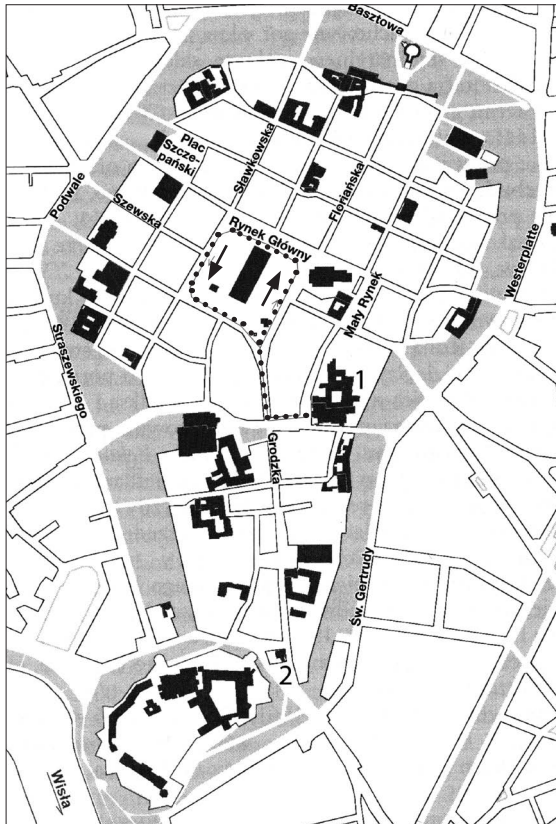 Basztowa
Sławkowska
Plac
Szcze-
pański
Floriańska
Szewska
Podwale
Rynek Główny
Westerplatte
Mały Rynek
Straszewskiego
1
Grodzka
Św. Gertrudy
2
Wisła